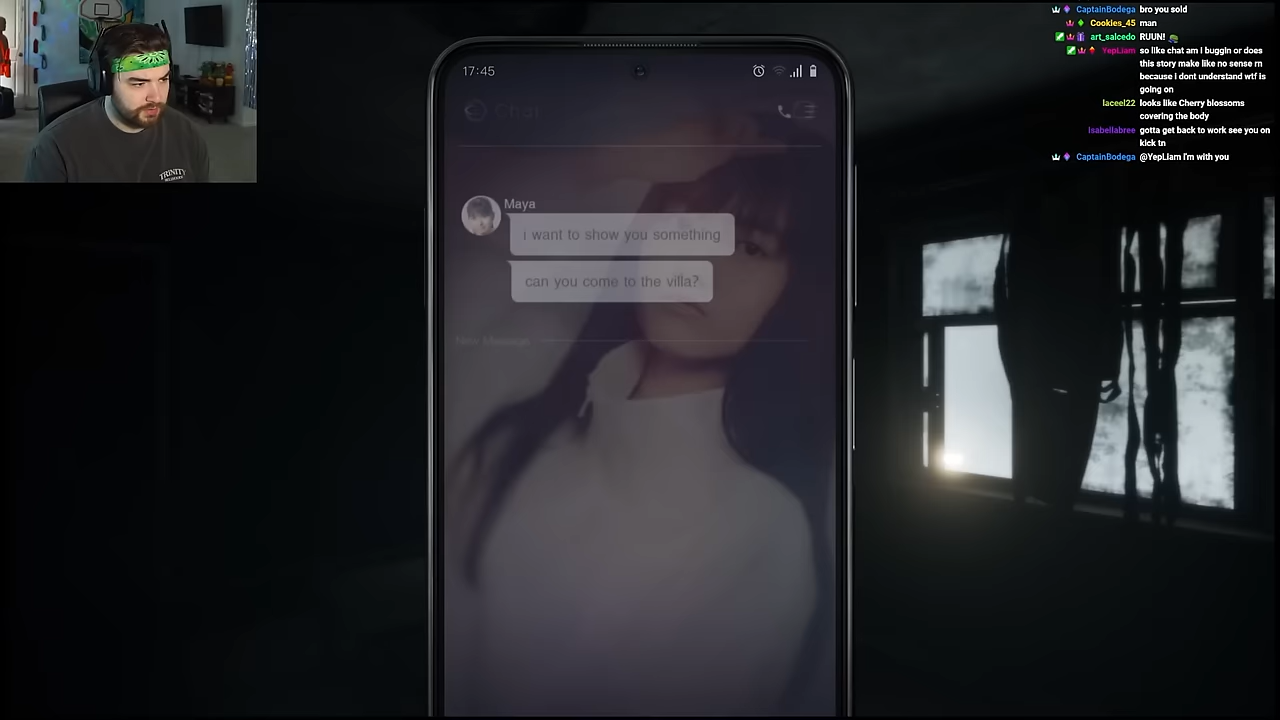 17:45
Chat
Maya
i want to show you something
can you come to the villa?
New Message
TRINITY
CaptainBodega bro you sold
Cookies_45 man
art_salcedo RUUN!
YepLiam so like chat am i buggin or does
this story make like no sense rn
because i dont understand wtf is
going on
laceel22 looks like Cherry blossoms
covering the body
Isabellabree gotta get back to work see you on
kick tn
CaptainBodega @YepLiam I'm with you